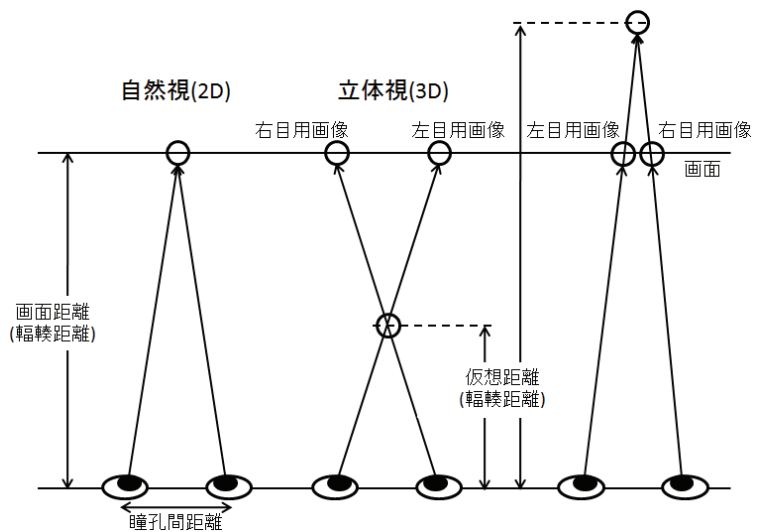 自然視(2D)
立体視(3D)
右目用画像
左目用画像
左目用画像
右目用画像
画面
画面距離
(輻輳距離)
仮想距離
(輻輳距離)
瞳孔間距離